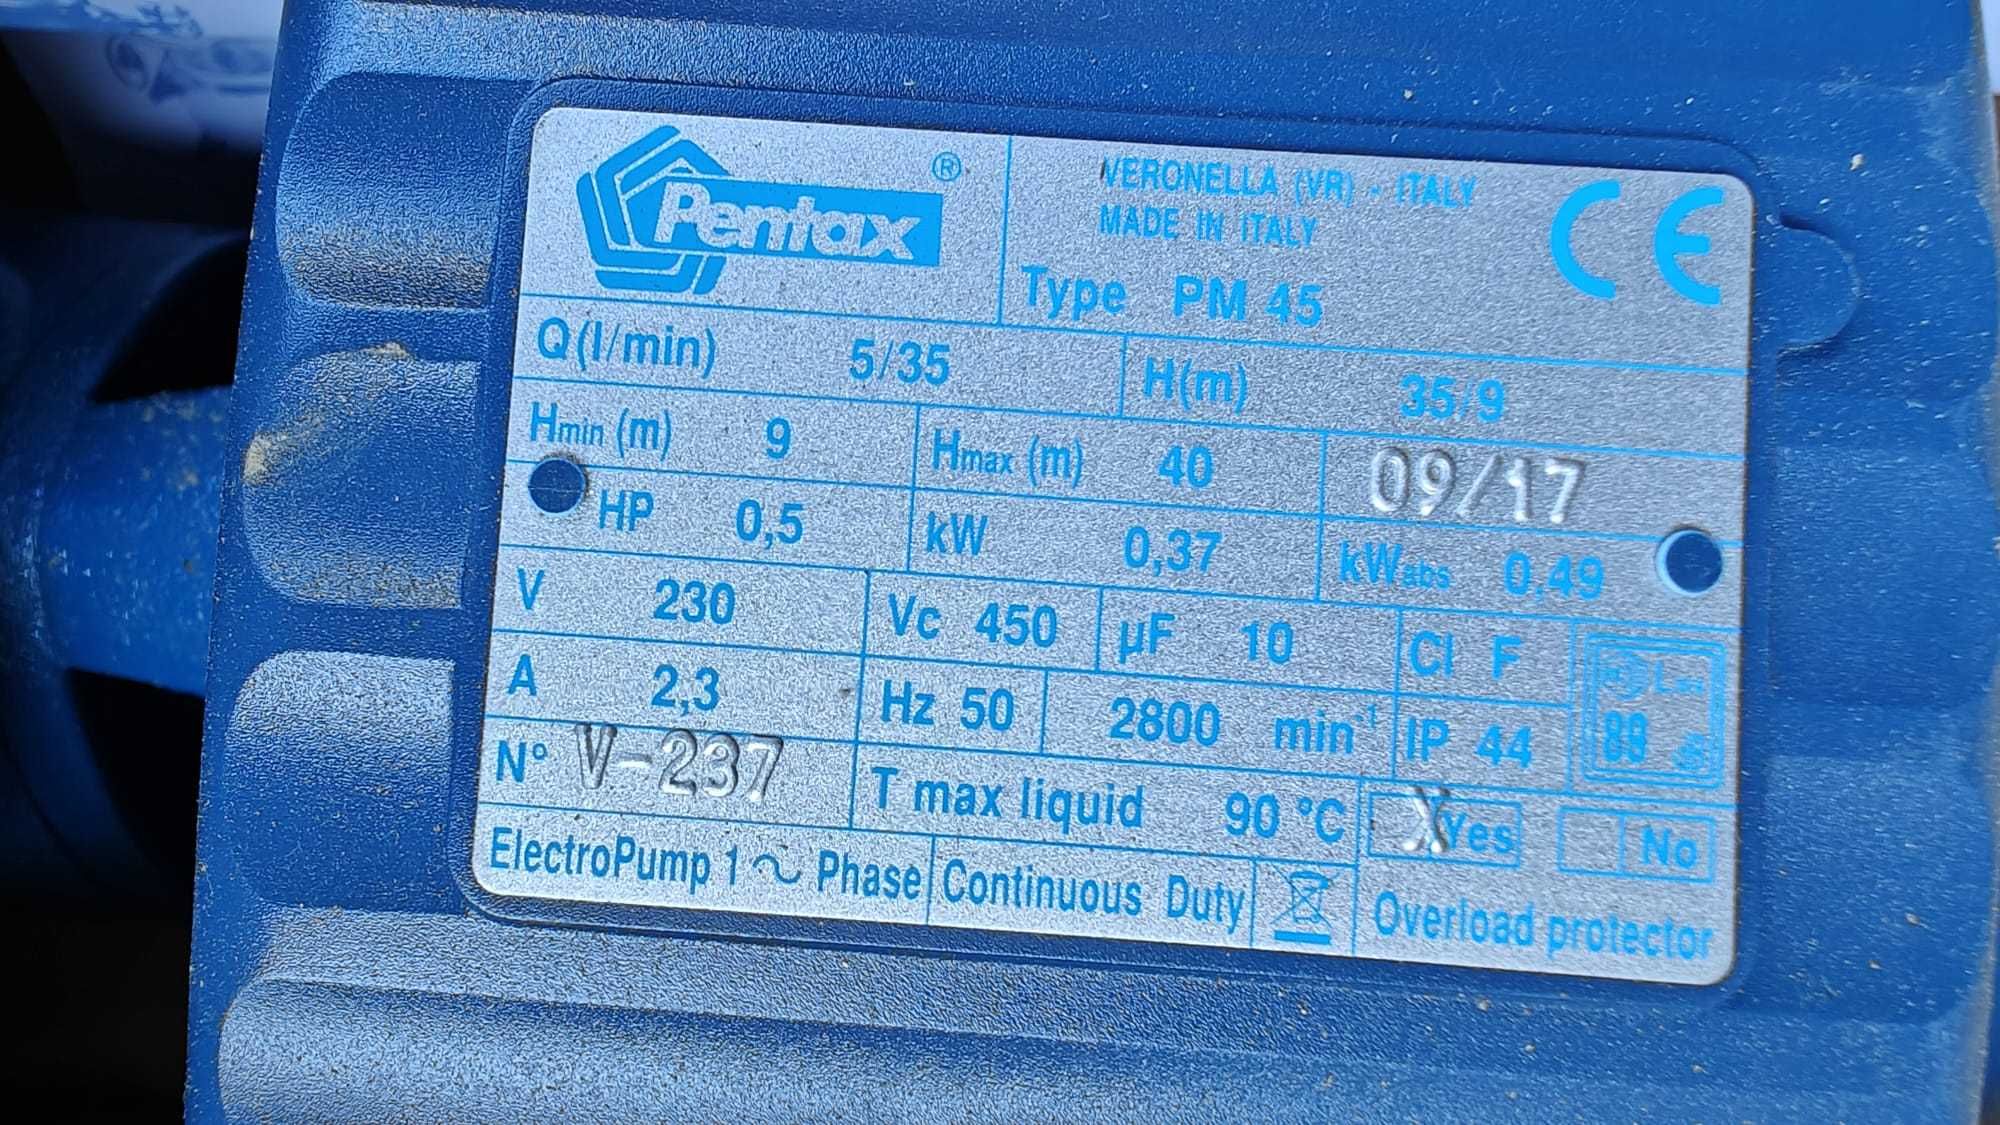 Pentax ®
VERONELLA (VR) - ITALY
MADE IN ITALY
Type PM 45
CE
Q(l/min) 5/35 H(m) 35/9
Hmin (m) 9 Hmax (m) 40 09/17
HP 0,5 kW 0,37 kWabs 0,49
V 230 Vc 450 µF 10 Cl F
A 2,3 Hz 50 2800 min-1 IP 44
89
N° V-237 T max liquid 90 °C X Yes No
ElectroPump 1 ~ Phase Continuous Duty Overload protector